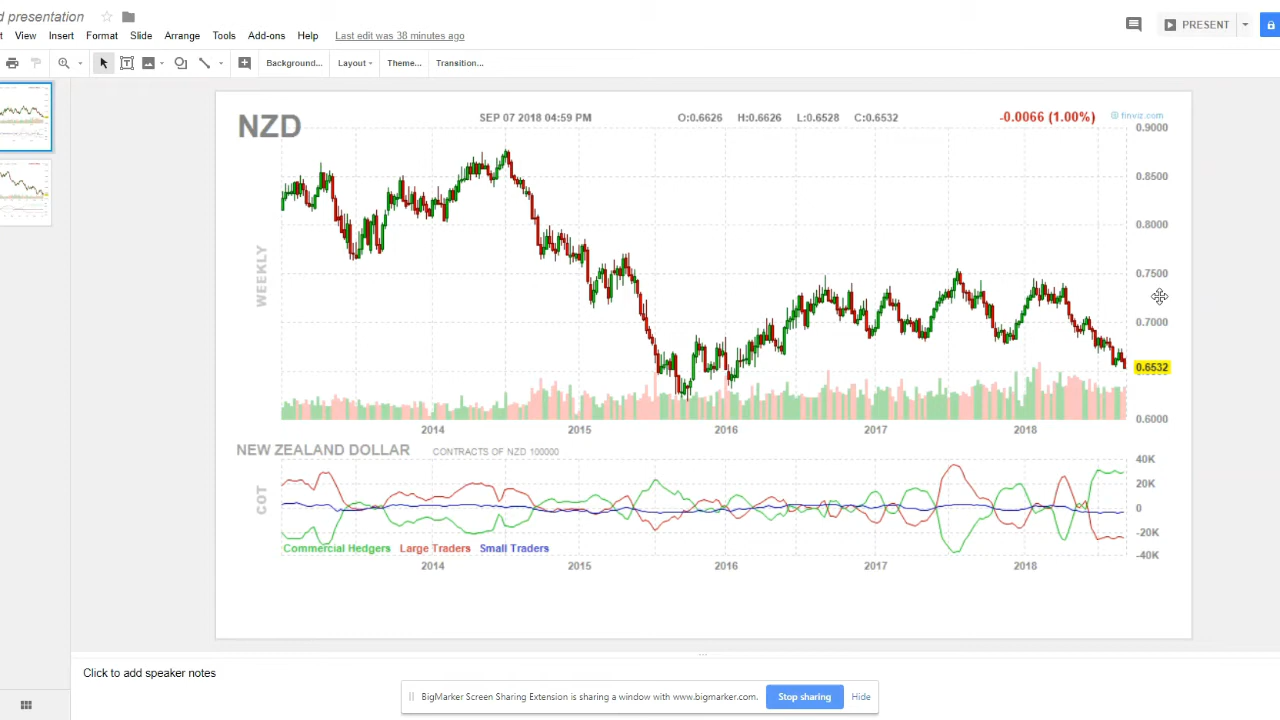 d presentation
t View Insert Format Slide Arrange Tools Add-ons Help Last edit was 38 minutes ago
PRESENT
Background... Layout Theme... Transition...
NZD SEP 07 2018 04:59 PM O:0.6626 H:0.6626 L:0.6528 C:0.6532 -0.0066 (1.00%) © finviz.com
0.9000
0.8500
0.8000
WEEKLY
0.7500
0.7000
0.6532
0.6000
2014 2015 2016 2017 2018
NEW ZEALAND DOLLAR CONTRACTS OF NZD 100000
40K
20K
COT
0
-20K
-40K
Commercial Hedgers Large Traders Small Traders
2014 2015 2016 2017 2018
Click to add speaker notes
BigMarker Screen Sharing Extension is sharing a window with www.bigmarker.com. Stop sharing Hide